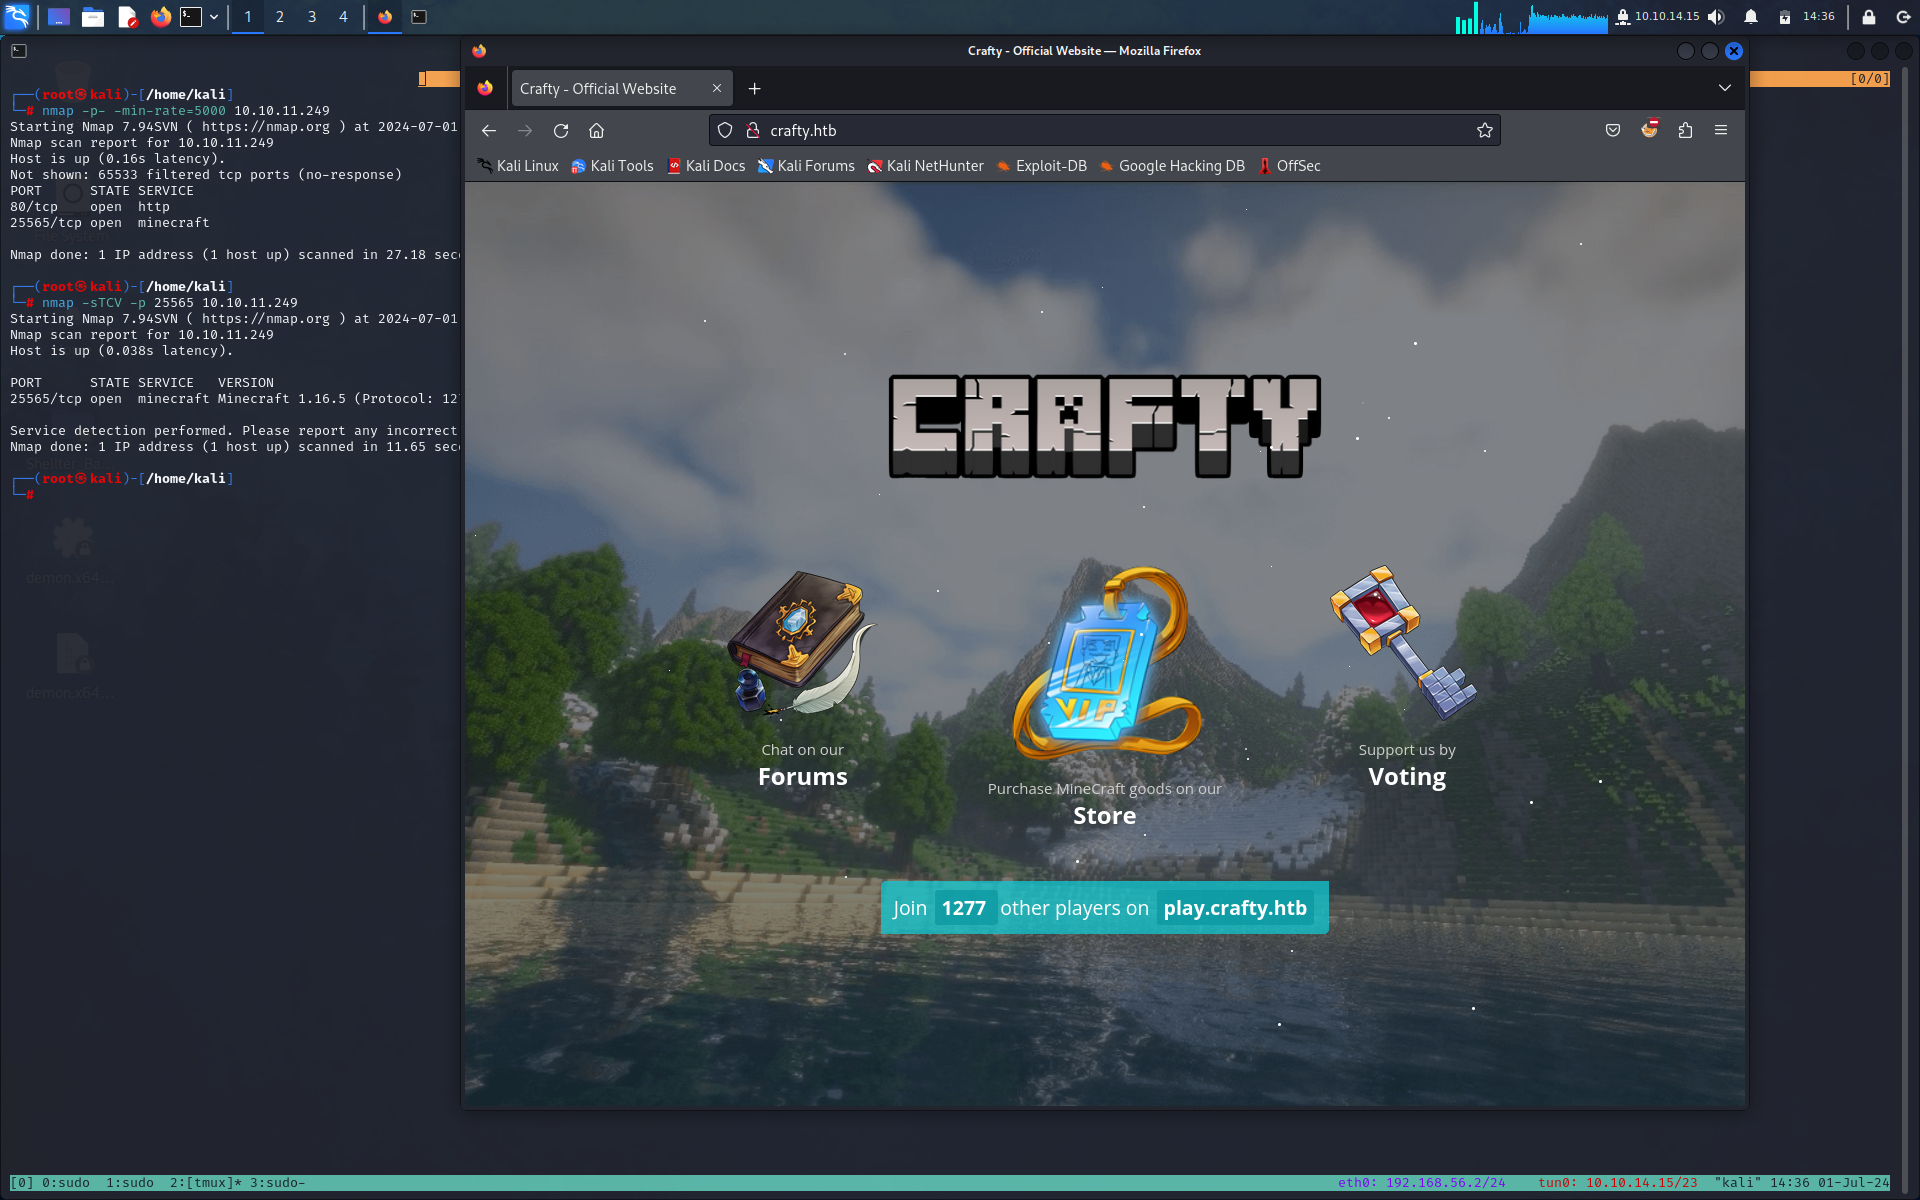 1 2 3 4
10.10.14.15
14:36
Crafty - Official Website — Mozilla Firefox
[0/0]
┌──(root㉿kali)-[/home/kali]
└─# nmap -p- -min-rate=5000 10.10.11.249
Starting Nmap 7.94SVN ( https://nmap.org ) at 2024-07-01
Nmap scan report for 10.10.11.249
Host is up (0.16s latency).
Not shown: 65533 filtered tcp ports (no-response)
PORT      STATE SERVICE
80/tcp    open  http
25565/tcp open  minecraft
Nmap done: 1 IP address (1 host up) scanned in 27.18 sec
┌──(root㉿kali)-[/home/kali]
└─# nmap -sTCV -p 25565 10.10.11.249
Starting Nmap 7.94SVN ( https://nmap.org ) at 2024-07-01
Nmap scan report for 10.10.11.249
Host is up (0.038s latency).
PORT      STATE SERVICE   VERSION
25565/tcp open  minecraft Minecraft 1.16.5 (Protocol: 12
Service detection performed. Please report any incorrect
Nmap done: 1 IP address (1 host up) scanned in 11.65 sec
┌──(root㉿kali)-[/home/kali]
└─#
demon.x64...
demon.x64...
Crafty - Official Website
crafty.htb
Kali Linux
Kali Tools
Kali Docs
Kali Forums
Kali NetHunter
Exploit-DB
Google Hacking DB
OffSec
CRAFTY
VIP
Chat on our
Forums
Purchase MineCraft goods on our
Store
Support us by
Voting
Join 1277 other players on play.crafty.htb
[0] 0:sudo  1:sudo  2:[tmux]* 3:sudo-
eth0: 192.168.56.2/24    tun0: 10.10.14.15/23  "kali" 14:36 01-Jul-24